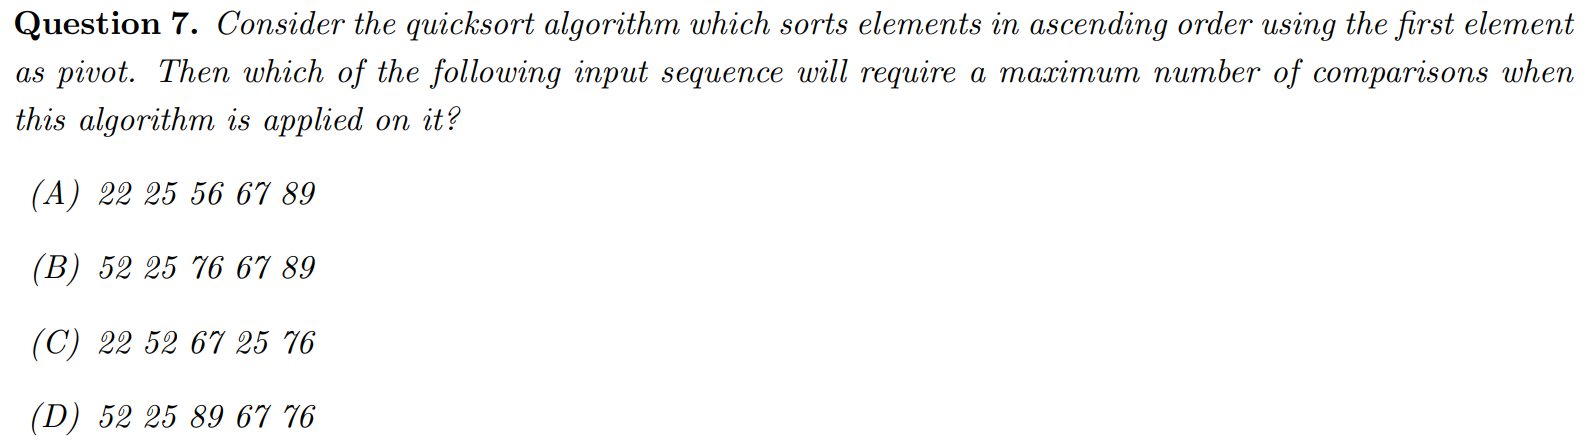 Question 7. Consider the quicksort algorithm which sorts elements in ascending order using the first element
as pivot. Then which of the following input sequence will require a maximum number of comparisons when
this algorithm is applied on it?
(A) 22 25 56 67 89
(B) 52 25 76 67 89
(C) 22 52 67 25 76
(D) 52 25 89 67 76